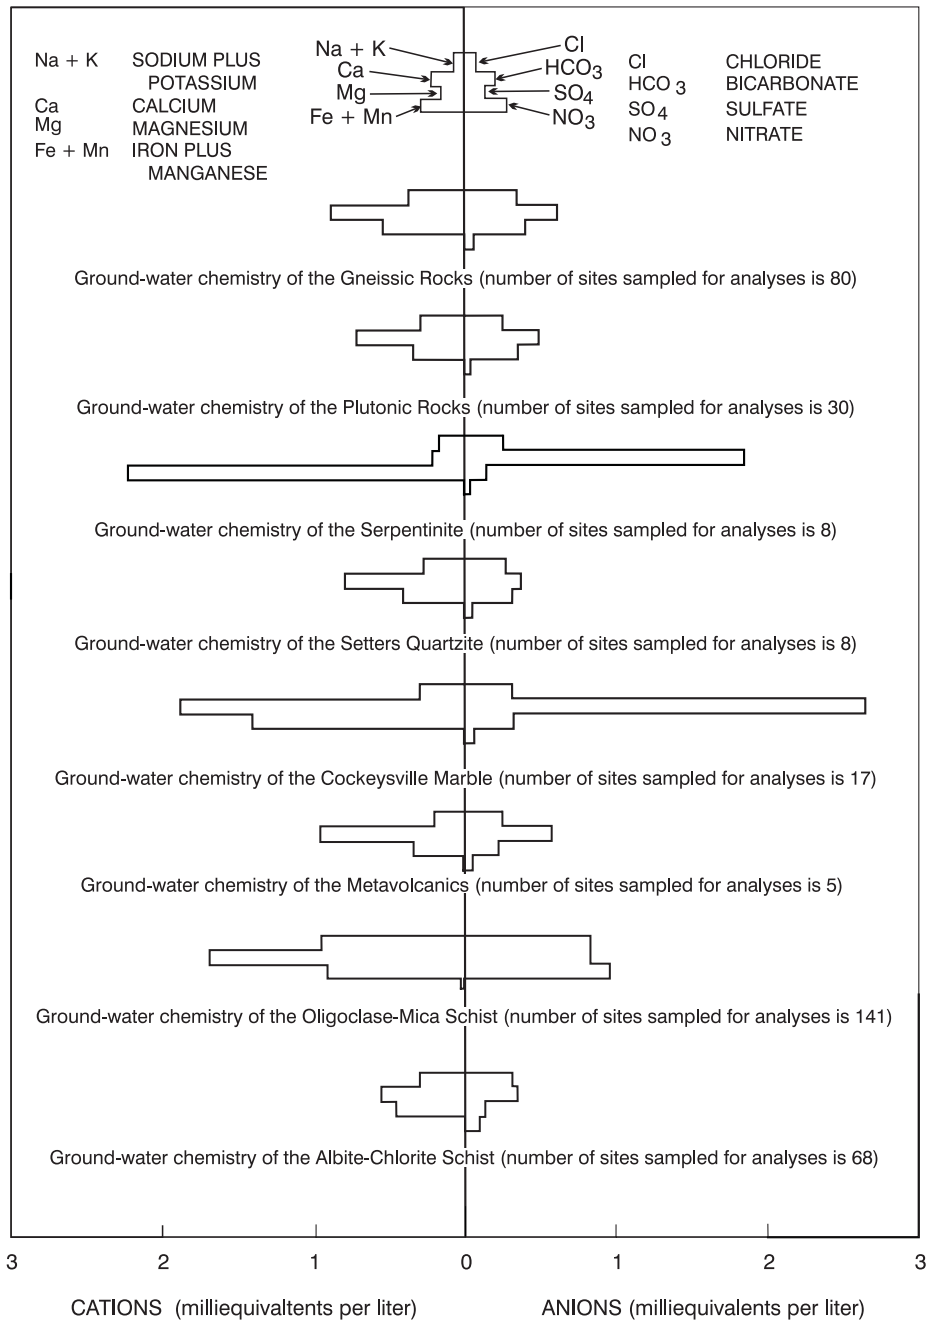 Na + K SODIUM PLUS
POTASSIUM
Ca CALCIUM
Mg MAGNESIUM
Fe + Mn IRON PLUS
MANGANESE
Na + K Cl
Ca HCO3
Mg SO4
Fe + Mn NO3
Cl CHLORIDE
HCO3 BICARBONATE
SO4 SULFATE
NO3 NITRATE
Ground-water chemistry of the Gneissic Rocks (number of sites sampled for analyses is 80)
Ground-water chemistry of the Plutonic Rocks (number of sites sampled for analyses is 30)
Ground-water chemistry of the Serpentinite (number of sites sampled for analyses is 8)
Ground-water chemistry of the Setters Quartzite (number of sites sampled for analyses is 8)
Ground-water chemistry of the Cockeysville Marble (number of sites sampled for analyses is 17)
Ground-water chemistry of the Metavolcanics (number of sites sampled for analyses is 5)
Ground-water chemistry of the Oligoclase-Mica Schist (number of sites sampled for analyses is 141)
Ground-water chemistry of the Albite-Chlorite Schist (number of sites sampled for analyses is 68)
3 2 1 0 1 2 3
CATIONS (milliequivaltents per liter) ANIONS (milliequivalents per liter)